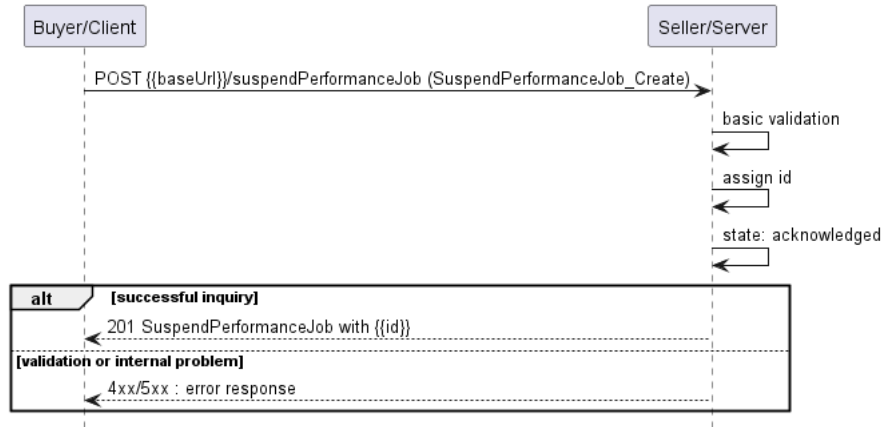 Buyer/Client
Seller/Server
POST {{baseUrl}}/suspendPerformanceJob (SuspendPerformanceJob_Create)
basic validation
assign id
state: acknowledged
alt
[successful inquiry]
201 SuspendPerformanceJob with {{id}}
[validation or internal problem]
4xx/5xx : error response